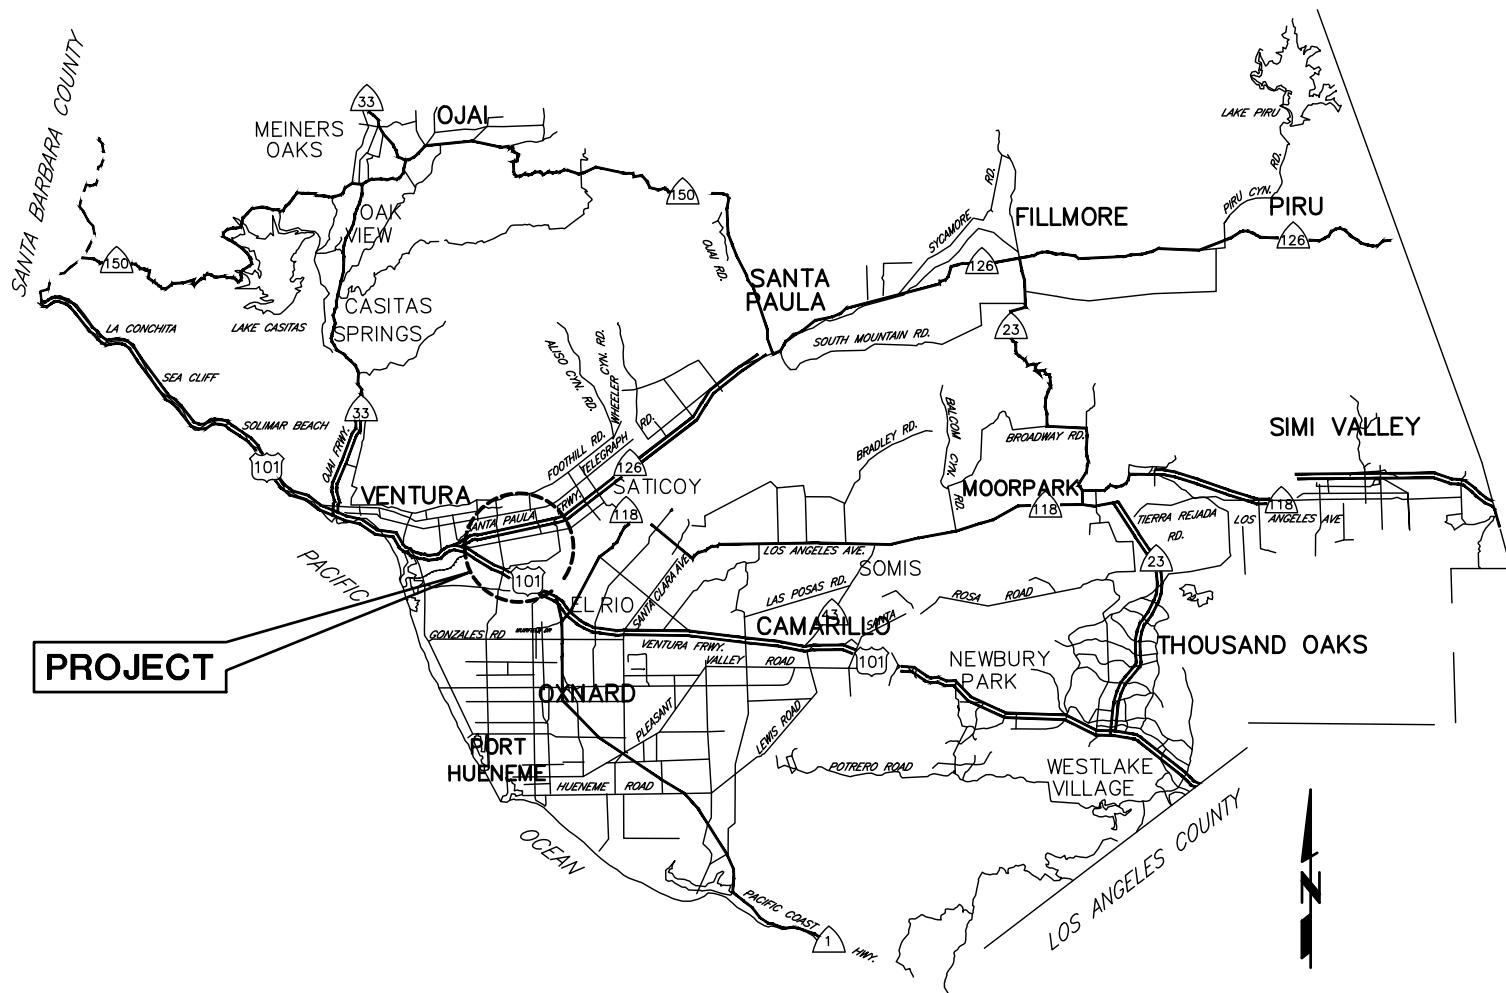 SANTA BARBARA COUNTY
33
OJAI
MEINERS
OAKS
LAKE PIRU
RD.
PIRU CYN.
PIRU
126
150
OAK
VIEW
150
OJAI RD.
SYCAMORE
RD.
FILLMORE
126
SANTA
PAULA
LAKE CASITAS
CASITAS
SPRINGS
LA CONCHITA
SEA CLIFF
SOLIMAR BEACH
101
33
OJAI FRWY.
SOUTH MOUNTAIN RD.
23
ALISO CYN. RD.
WHEELER CYN. RD.
FOOTHILL RD.
TELEGRAPH
RD.
126
BALCOM
CYN.
RD.
BRADLEY RD.
BROADWAY RD.
SIMI VALLEY
VENTURA
SANTA PAULA
FRWY.
SATICOY
118
MOORPARK
118
TIERRA REJADA
RD.
118
LOS ANGELES AVE
PACIFIC
101
EL RIO
SANTA CLARA AVE
LOS ANGELES AVE.
SOMIS
LAS POSAS RD.
43
SANTA
ROSA ROAD
23
CAMARILLO
GONZALES RD
VENTURA FRWY.
VALLEY ROAD
101
NEWBURY
PARK
THOUSAND OAKS
PROJECT
OXNARD
PLEASANT
LEWIS ROAD
PORT
HUENEME
HUENEME ROAD
POTRERO ROAD
WESTLAKE
VILLAGE
LOS ANGELES COUNTY
OCEAN
PACIFIC COAST
1
HWY.
N